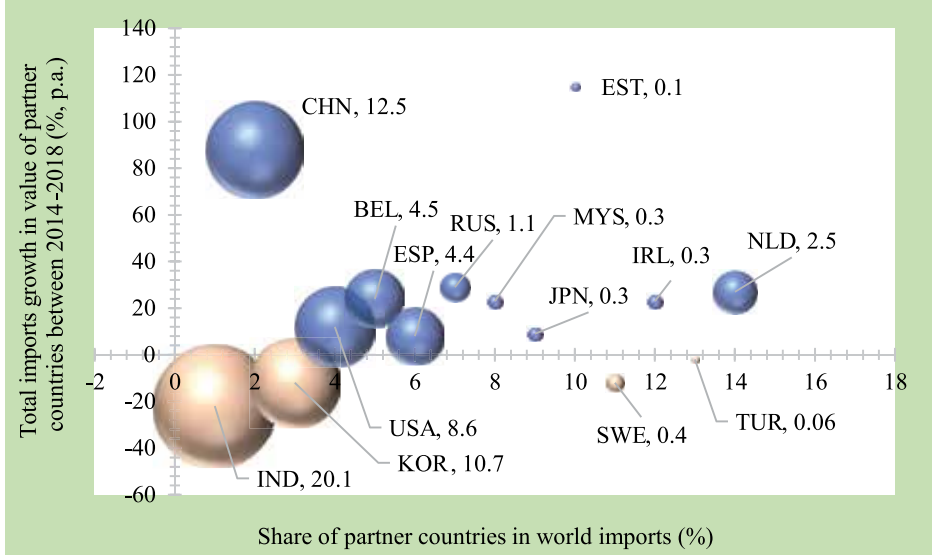 Total imports growth in value of partner
countries between 2014-2018 (%, p.a.)
140
120
100
80
60
40
20
0
-20
-40
-60
-2
0
2
4
6
8
10
12
14
16
18
CHN, 12.5
EST, 0.1
BEL, 4.5
RUS, 1.1
MYS, 0.3
ESP, 4.4
IRL, 0.3
NLD, 2.5
JPN, 0.3
USA, 8.6
KOR, 10.7
IND, 20.1
SWE, 0.4
TUR, 0.06
Share of partner countries in world imports (%)